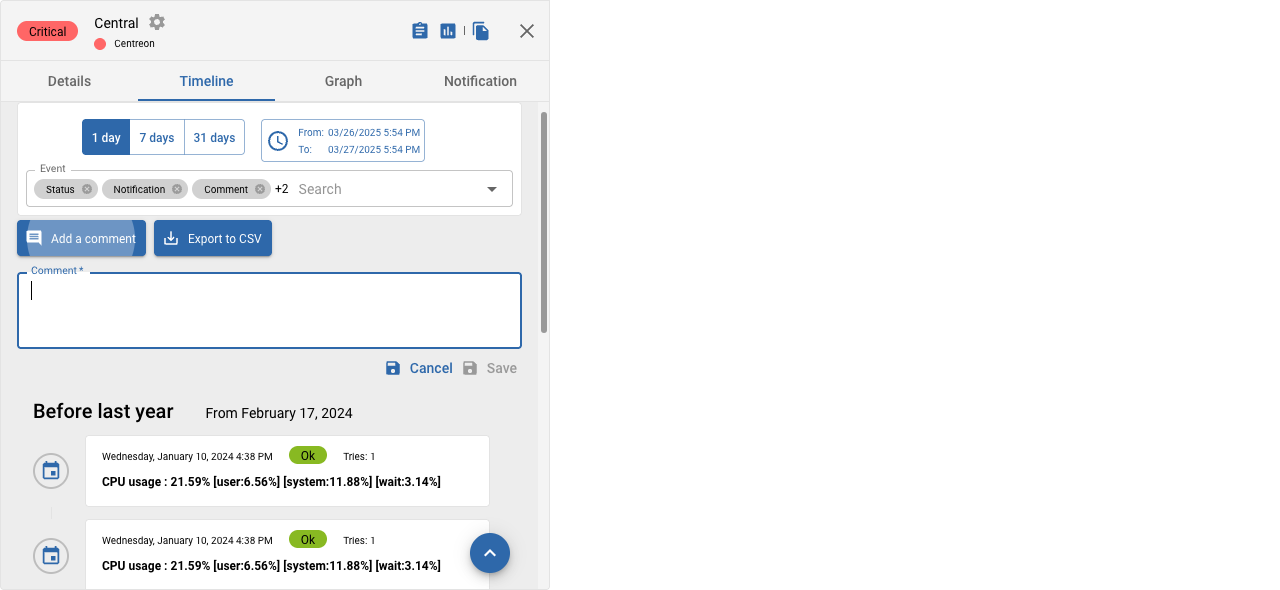 Critical
Central
Centreon
Details Timeline Graph Notification
1 day 7 days 31 days
From: 03/26/2025 5:54 PM
To: 03/27/2025 5:54 PM
Event
Status Notification Comment +2 Search
Add a comment Export to CSV
Comment *
Cancel Save
Before last year From February 17, 2024
Wednesday, January 10, 2024 4:38 PM Ok Tries: 1
CPU usage : 21.59% [user:6.56%] [system:11.88%] [wait:3.14%]
Wednesday, January 10, 2024 4:38 PM Ok Tries: 1
CPU usage : 21.59% [user:6.56%] [system:11.88%] [wait:3.14%]